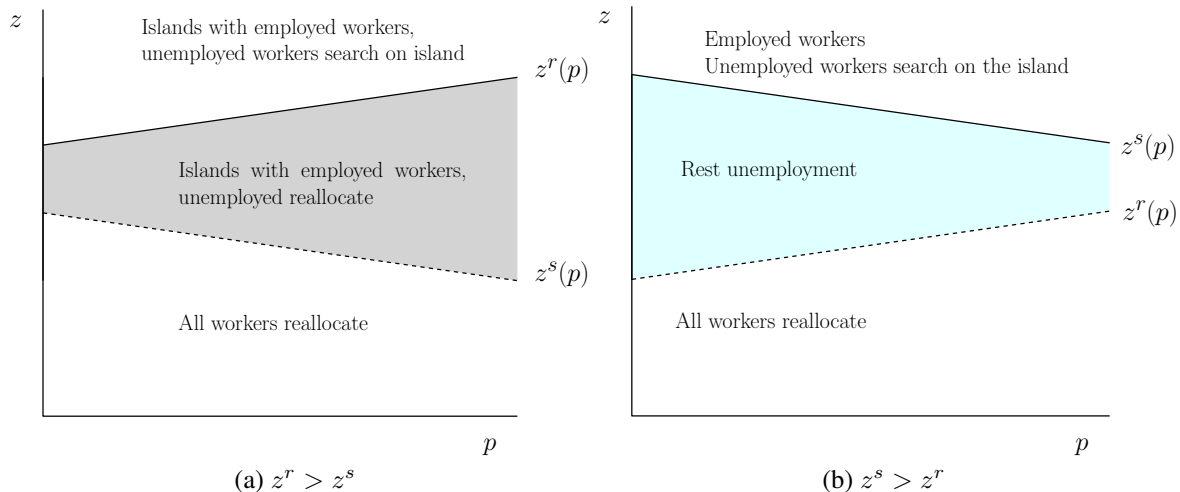 z
Islands with employed workers,
unemployed workers search on island
z^r(p)
Islands with employed workers,
unemployed reallocate
z^s(p)
All workers reallocate
p
(a) z^r > z^s
z
Employed workers
Unemployed workers search on the island
z^s(p)
Rest unemployment
z^r(p)
All workers reallocate
p
(b) z^s > z^r